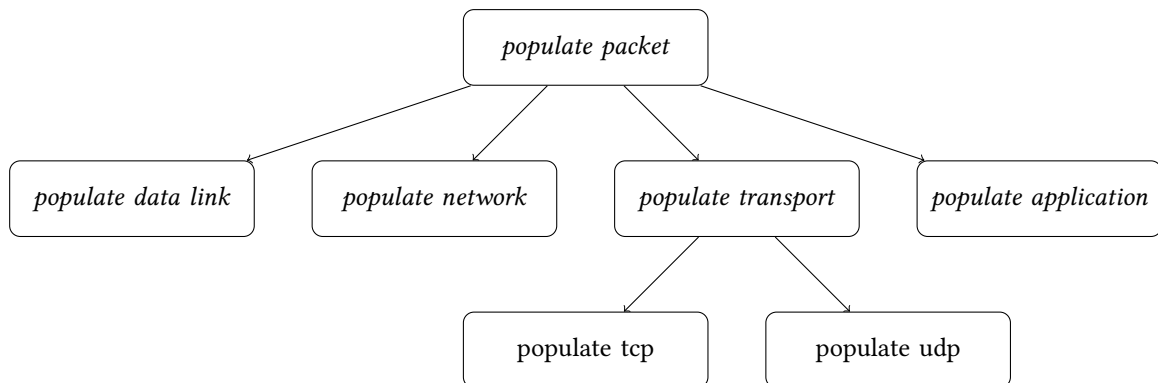 populate packet
populate data link
populate network
populate transport
populate application
populate tcp
populate udp